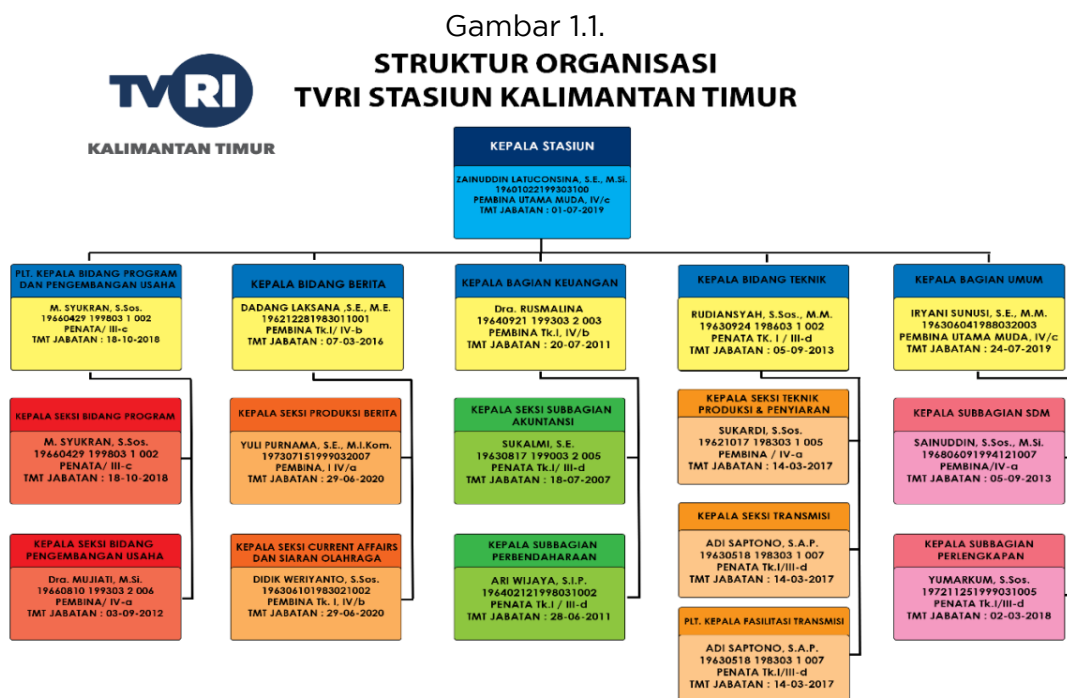 Gambar 1.1.
STRUKTUR ORGANISASI
TVRI STASIUN KALIMANTAN TIMUR
TVRI
KALIMANTAN TIMUR
KEPALA STASIUN
ZAINUDDIN LATUCONSINA, S.E., M.Si.
19601022199303100
PEMBINA UTAMA MUDA, IV/c
TMT JABATAN : 01-07-2019
PLT. KEPALA BIDANG PROGRAM
DAN PENGEMBANGAN USAHA
M. SYUKRAN, S.Sos.
19660429 199803 1 002
PENATA/ III-c
TMT JABATAN : 18-10-2018
KEPALA SEKSI BIDANG PROGRAM
M. SYUKRAN, S.Sos.
19660429 199803 1 002
PENATA/ III-c
TMT JABATAN : 18-10-2018
KEPALA SEKSI BIDANG
PENGEMBANGAN USAHA
Dra. MUJIATI, M.Si.
19660810 199303 2 006
PEMBINA/ IV-a
TMT JABATAN : 03-09-2012
KEPALA BIDANG BERITA
DADANG LAKSANA ,S.E., M.E.
196212281983011001
PEMBINA Tk.I/ IV-b
TMT JABATAN : 07-03-2016
KEPALA SEKSI PRODUKSI BERITA
YULI PURNAMA, S.E., M.I.Kom.
197307151999032007
PEMBINA, I IV/a
TMT JABATAN : 29-06-2020
KEPALA SEKSI CURRENT AFFAIRS
DAN SIARAN OLAHRAGA
DIDIK WERIYANTO, S.Sos.
196306101983021002
PEMBINA Tk. I, IV/b
TMT JABATAN : 29-06-2020
KEPALA BAGIAN KEUANGAN
Dra. RUSMALINA
19640921 199303 2 003
PEMBINA Tk.I, IV/b
TMT JABATAN : 20-07-2011
KEPALA SEKSI SUBBAGIAN
AKUNTANSI
SUKALMI, S.E.
19630817 199003 2 005
PENATA Tk.I/ III-d
TMT JABATAN : 18-07-2007
KEPALA SUBBAGIAN
PERBENDAHARAAN
ARI WIJAYA, S.I.P.
196402121998031002
PENATA Tk.I / III-d
TMT JABATAN : 28-06-2011
KEPALA BIDANG TEKNIK
RUDIANSYAH, S.Sos., M.M.
19630924 198603 1 002
PENATA TK. I / III-d
TMT JABATAN : 05-09-2013
KEPALA SEKSI TEKNIK
PRODUKSI & PENYIARAN
SUKARDI, S.Sos.
19621017 198303 1 005
PEMBINA / IV-a
TMT JABATAN : 14-03-2017
KEPALA SEKSI TRANSMISI
ADI SAPTONO, S.A.P.
19630518 198303 1 007
PENATA Tk.I/III-d
TMT JABATAN : 14-03-2017
PLT. KEPALA FASILITASI TRANSMISI
ADI SAPTONO, S.A.P.
19630518 198303 1 007
PENATA Tk.I/III-d
TMT JABATAN : 14-03-2017
KEPALA BAGIAN UMUM
IRYANI SUNUSI, S.E., M.M.
196306041988032003
PEMBINA UTAMA MUDA, IV/c
TMT JABATAN : 24-07-2019
KEPALA SUBBAGIAN SDM
SAINUDDIN, S.Sos., M.Si.
196806091994121007
PEMBINA/IV-a
TMT JABATAN : 05-09-2013
KEPALA SUBBAGIAN
PERLENGKAPAN
YUMARKUM, S.Sos.
197211251999031005
PENATA Tk.I/III-d
TMT JABATAN : 02-03-2018